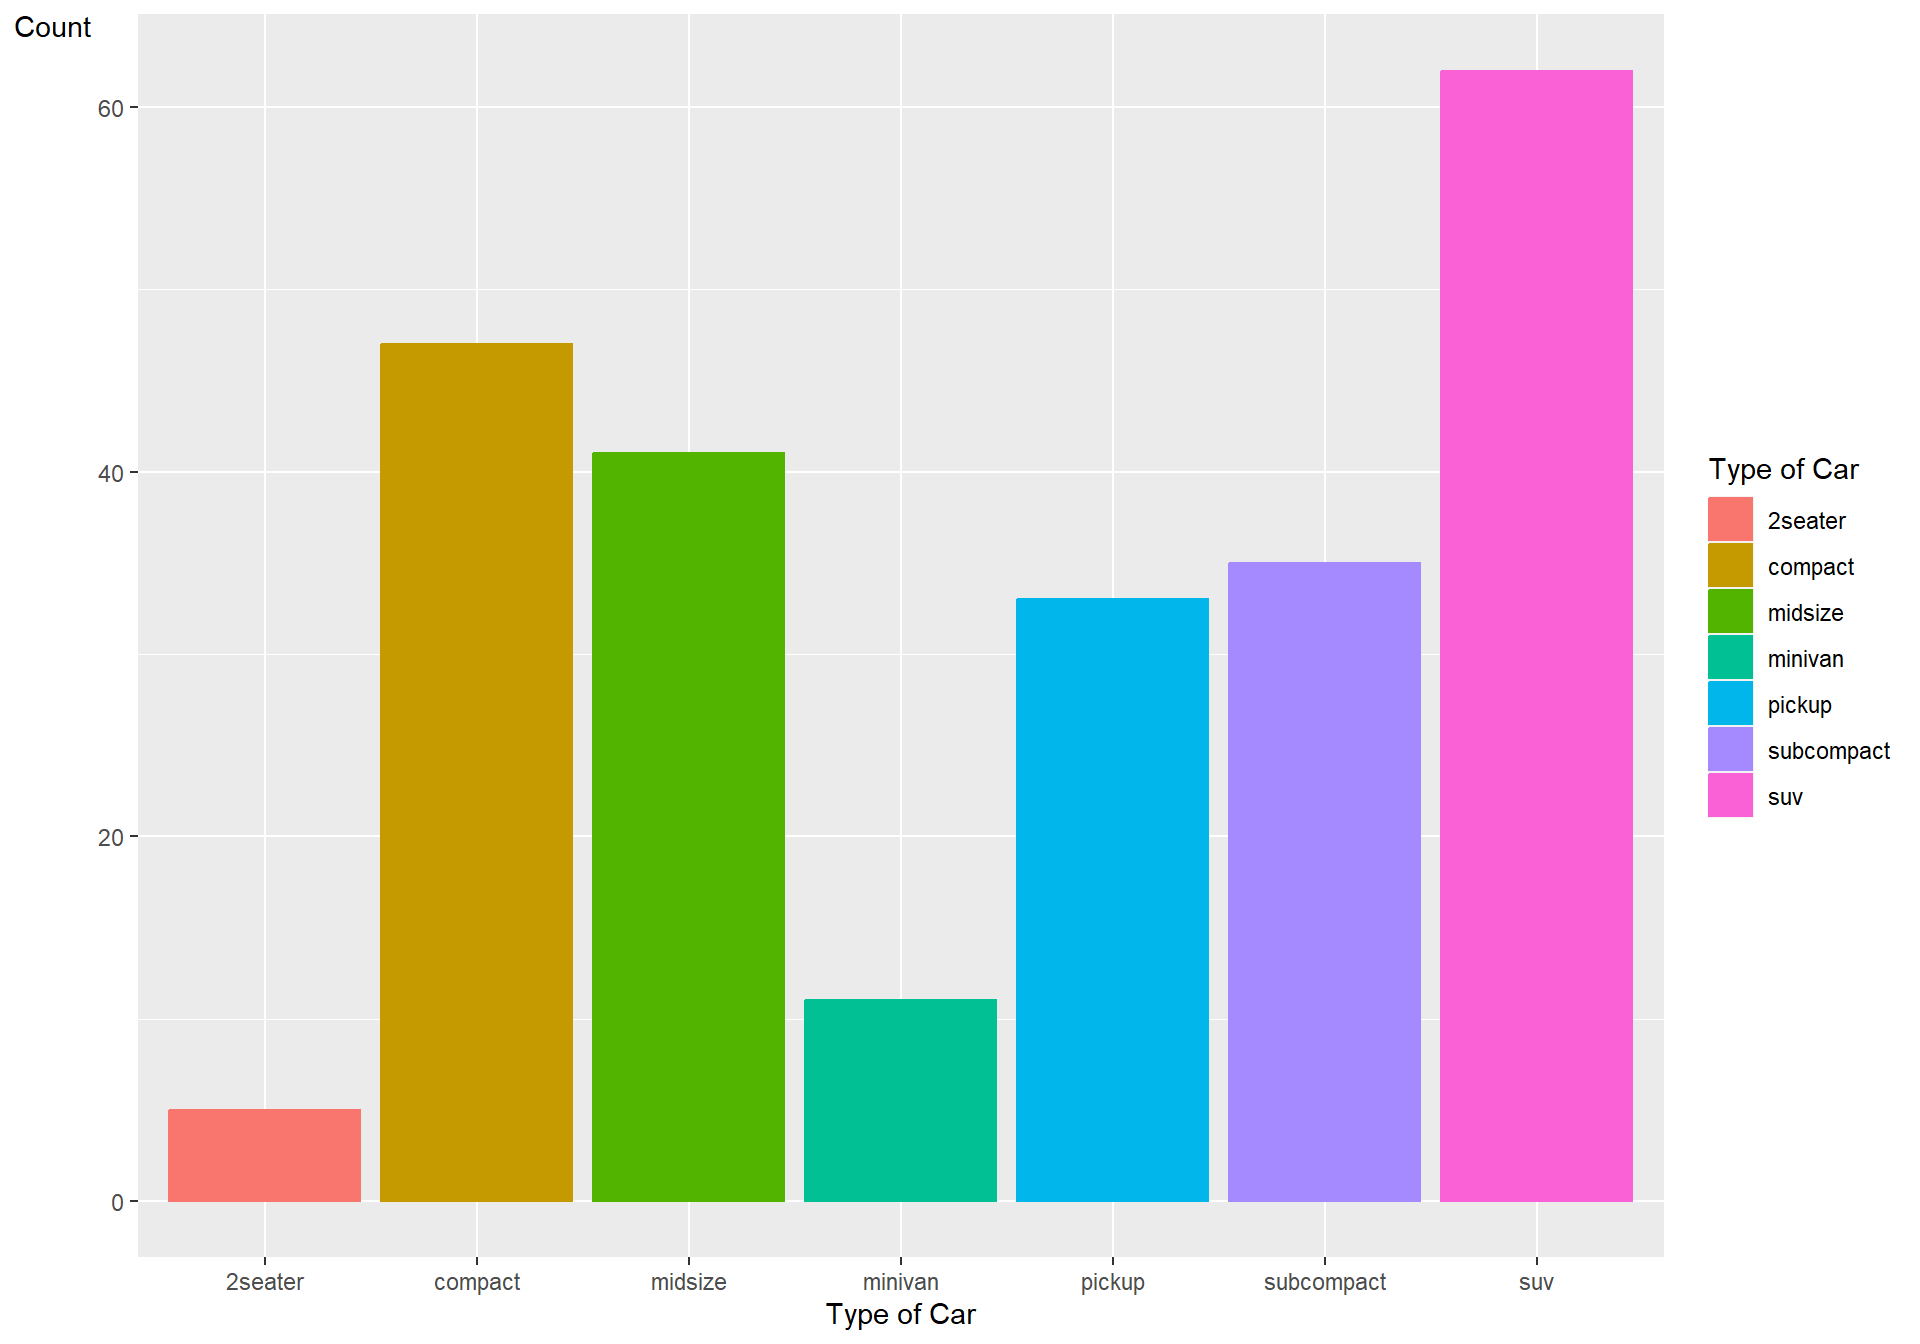 Count
60
40
20
0
2seater
compact
midsize
minivan
pickup
subcompact
suv
Type of Car
Type of Car
2seater
compact
midsize
minivan
pickup
subcompact
suv